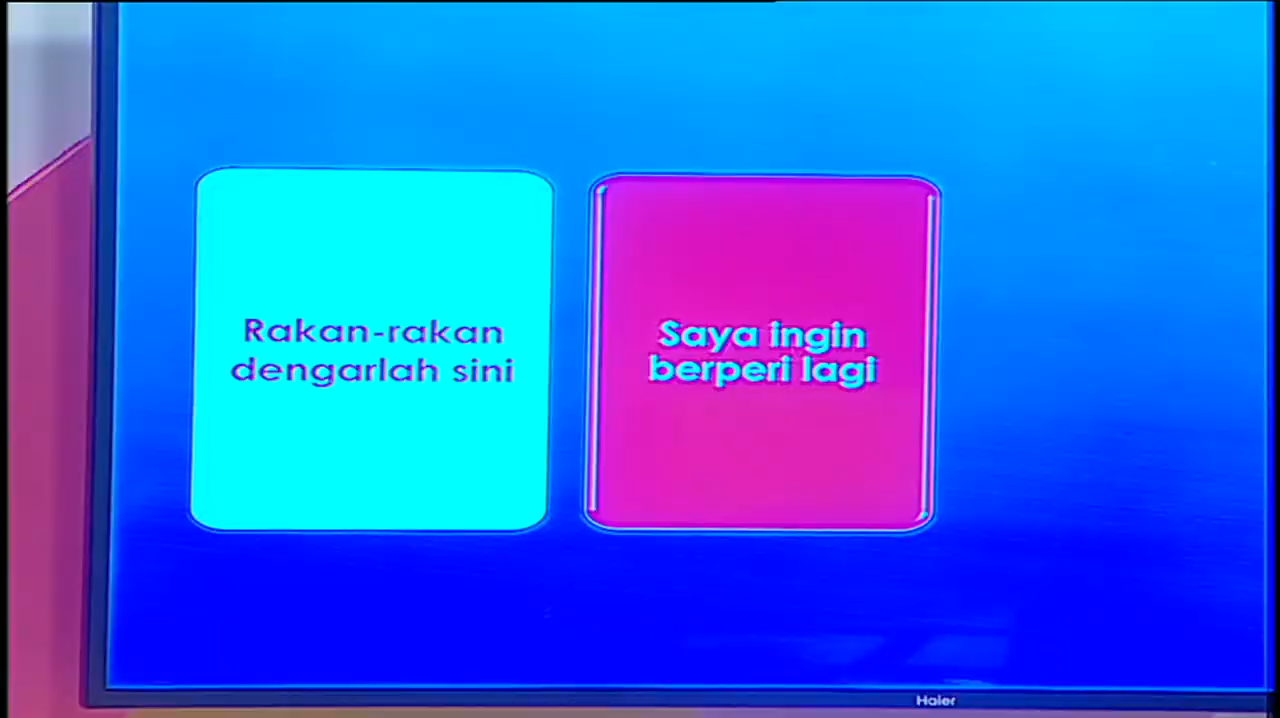 Rakan-rakan
dengarlah sini
Saya ingin
berperi lagi
Haier